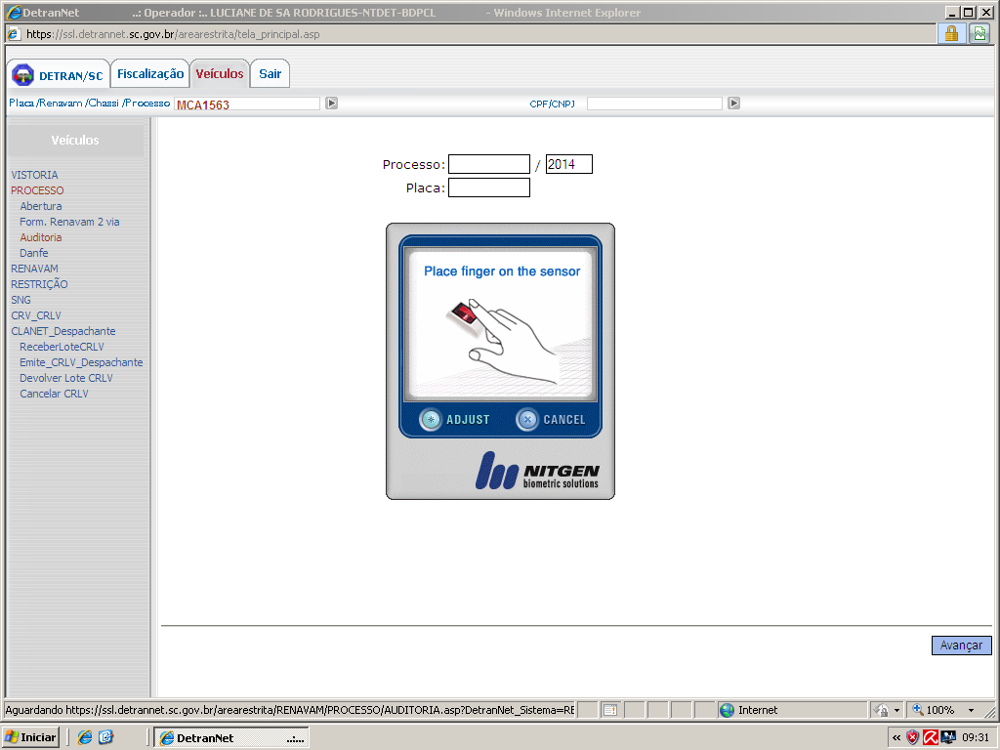 DetranNet ..: Operador :.. LUCIANE DE SA RODRIGUES-NTDET-BDPCL - Windows Internet Explorer
https://ssl.detrannet.sc.gov.br/arearestrita/tela_principal.asp
DETRAN/SC Fiscalização Veículos Sair
Placa /Renavam /Chassi /Processo MCA1563 CPF/CNPJ
Veículos
VISTORIA
PROCESSO
Abertura
Form. Renavam 2 via
Auditoria
Danfe
RENAVAM
RESTRIÇÃO
SNG
CRV_CRLV
CLANET_Despachante
ReceberLoteCRLV
Emite_CRLV_Despachante
Devolver Lote CRLV
Cancelar CRLV
Processo: / 2014
Placa:
Place finger on the sensor
ADJUST CANCEL
NITGEN
biometric solutions
Avançar
Aguardando https://ssl.detrannet.sc.gov.br/arearestrita/RENAVAM/PROCESSO/AUDITORIA.asp?DetranNet_Sistema=RE Internet 100%
Iniciar DetranNet ..:... « 09:31